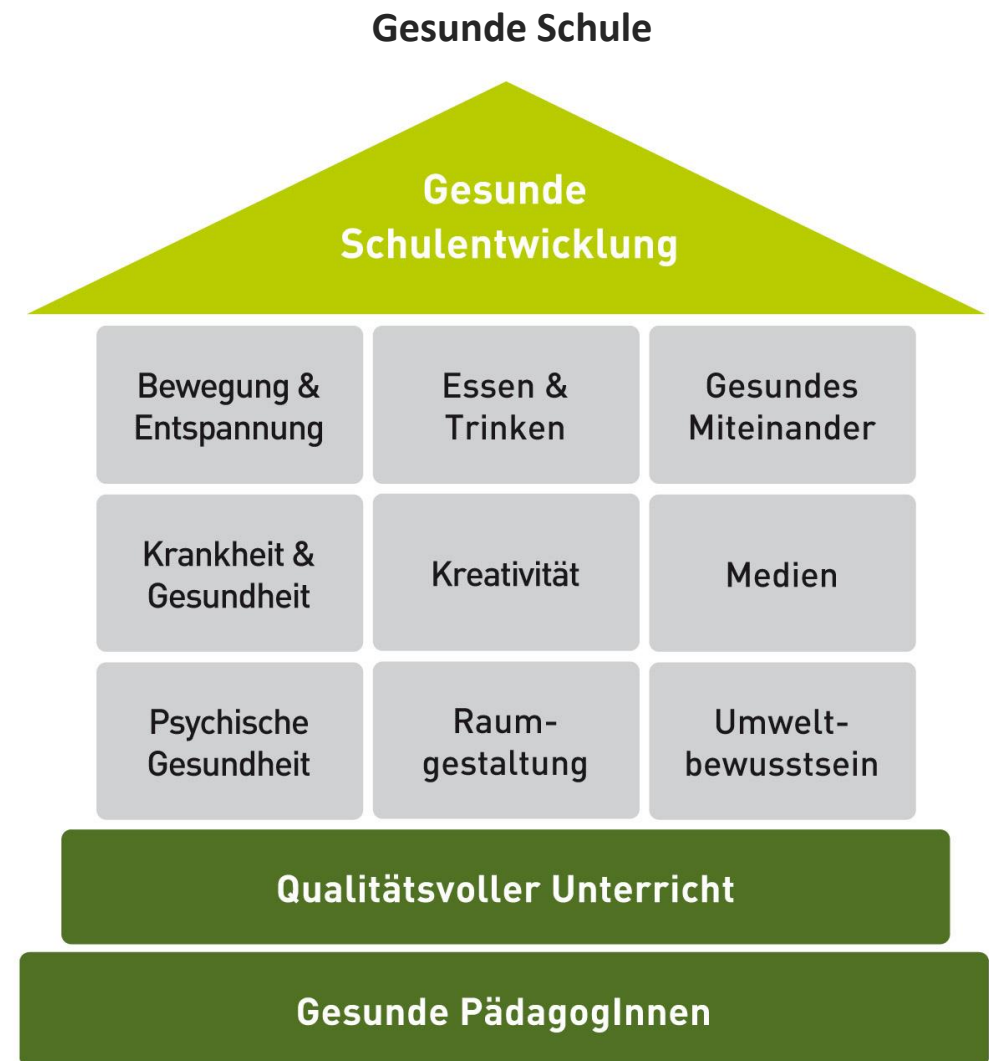 Gesunde Schule
Gesunde
Schulentwicklung
Bewegung &
Entspannung
Essen &
Trinken
Gesundes
Miteinander
Krankheit &
Gesundheit
Kreativität
Medien
Psychische
Gesundheit
Raum-
gestaltung
Umwelt-
bewusstsein
Qualitätsvoller Unterricht
Gesunde PädagogInnen